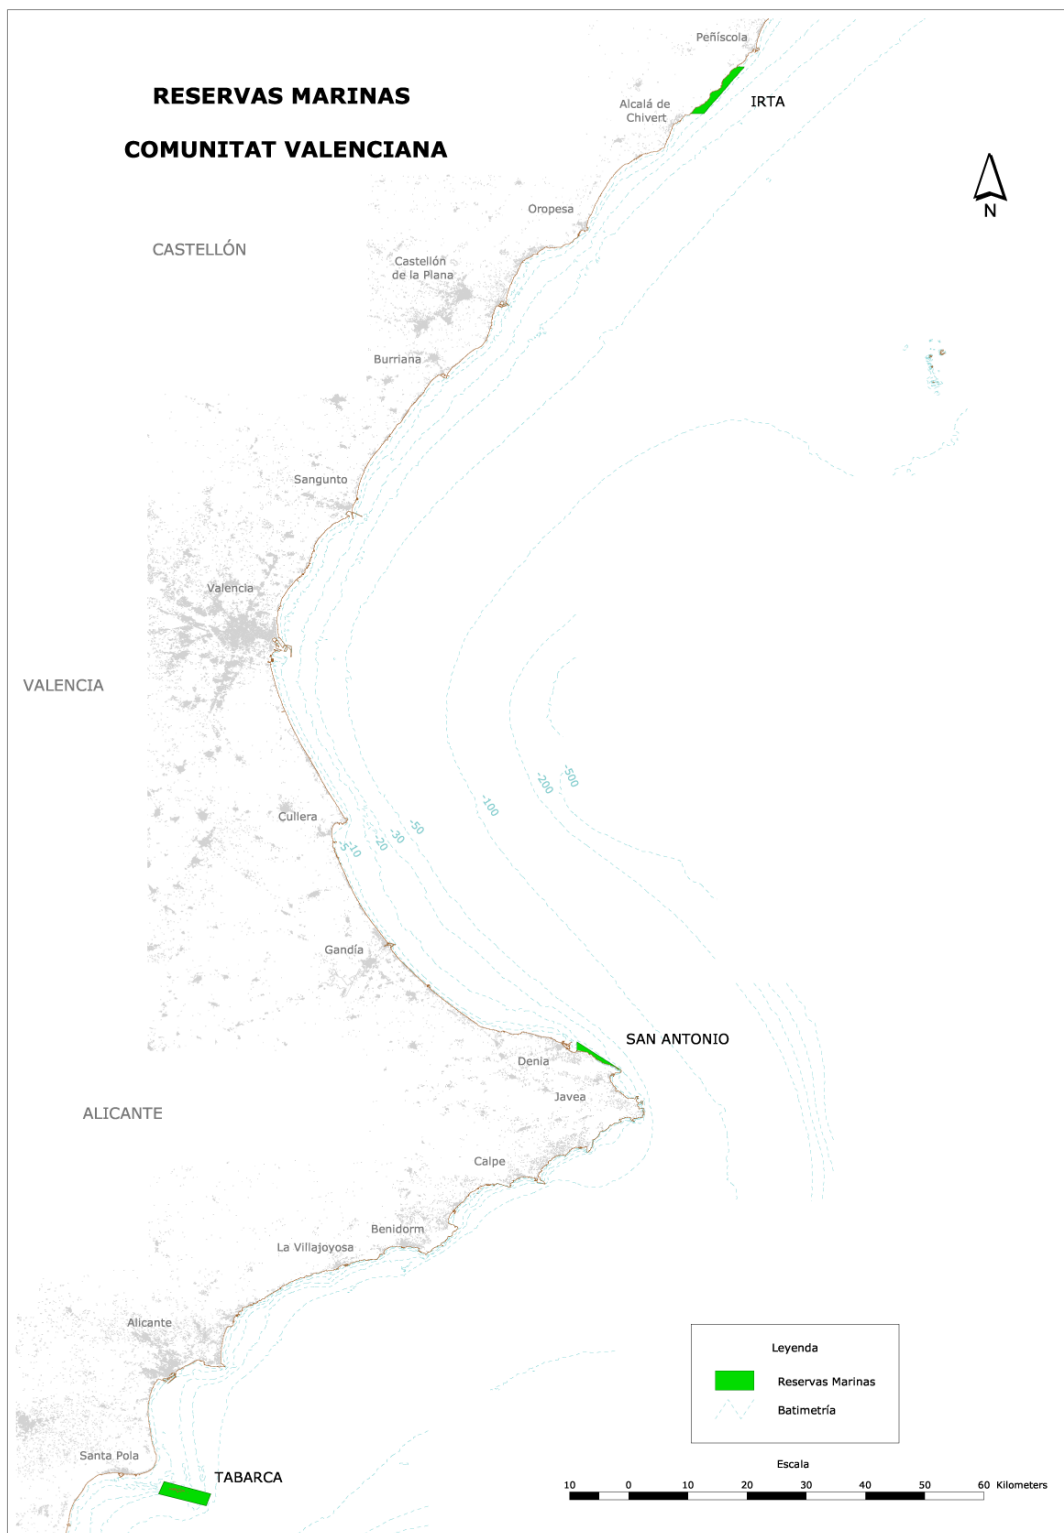 RESERVAS MARINAS
COMUNITAT VALENCIANA
Peñíscola
IRTA
Alcalá de
Chivert
N
Oropesa
CASTELLÓN
Castellón
de la Plana
Burriana
Sangunto
Valencia
VALENCIA
-500
-200
-100
-50
-30
-20
-10
-5
Cullera
Gandía
SAN ANTONIO
Denia
Javea
ALICANTE
Calpe
Benidorm
La Villajoyosa
Alicante
Leyenda
Reservas Marinas
Batimetría
Santa Pola
TABARCA
Escala
10 0 10 20 30 40 50 60 Kilometers